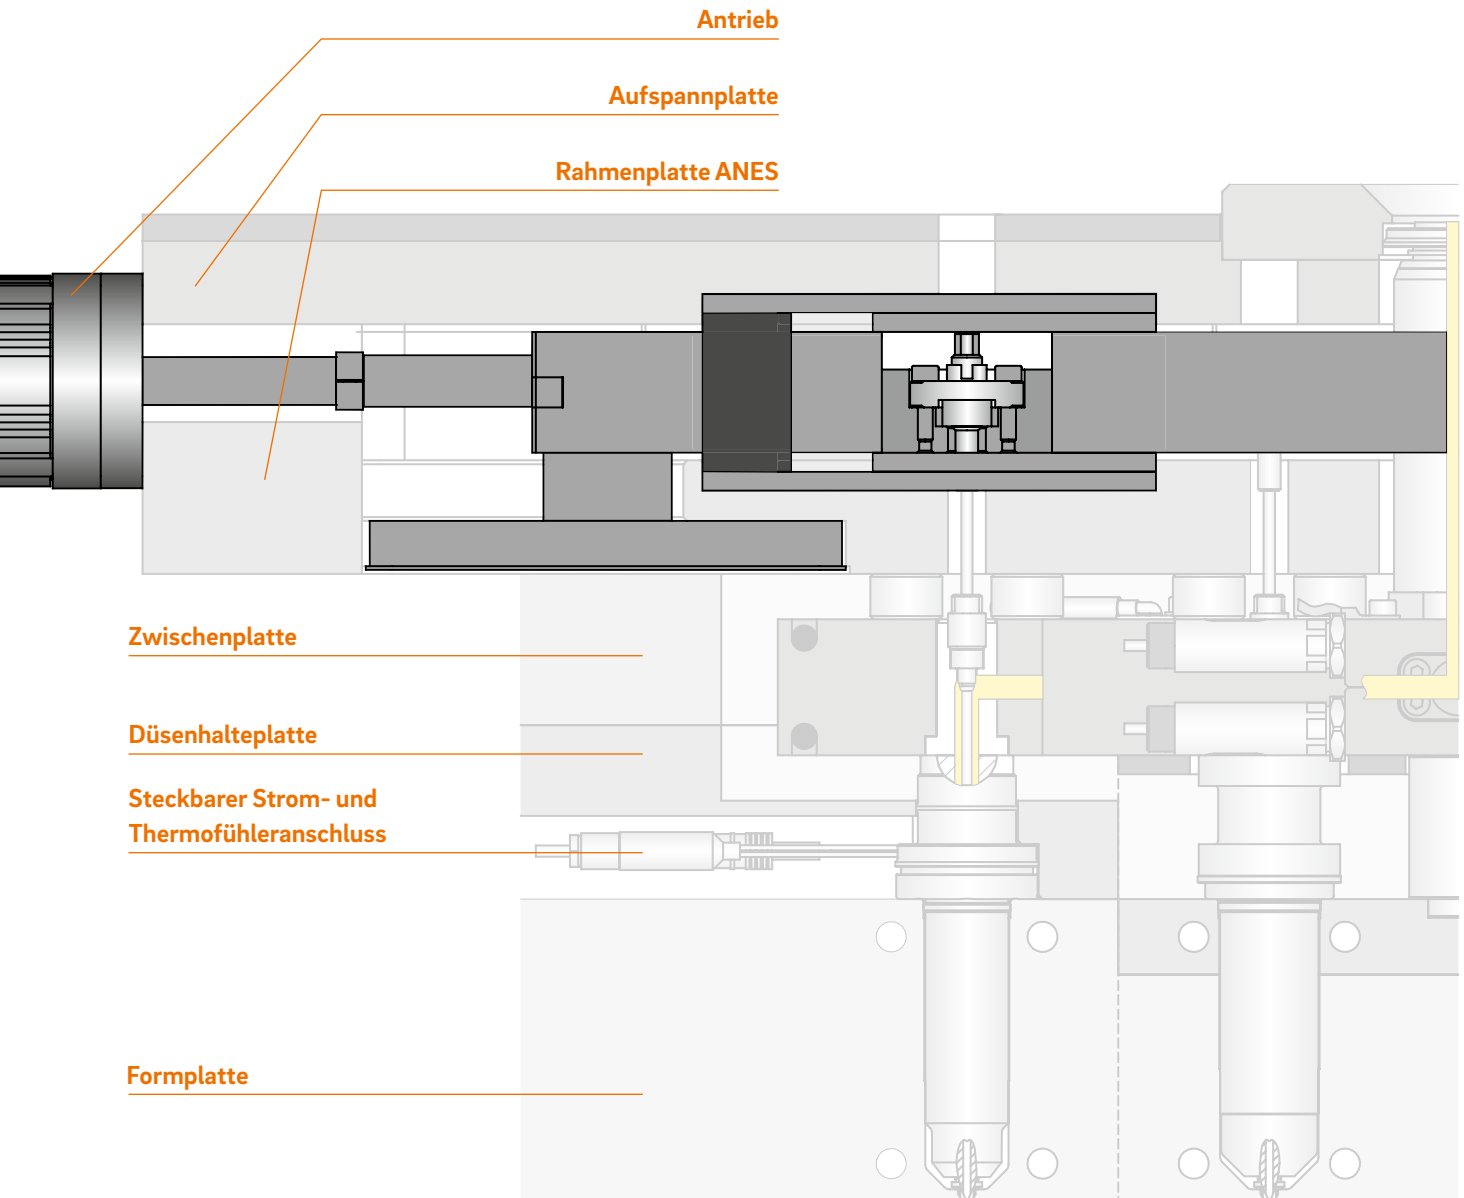 Antrieb
Aufspannplatte
Rahmenplatte ANES
Zwischenplatte
Düsenhalteplatte
Steckbarer Strom- und
Thermofühleranschluss
Formplatte